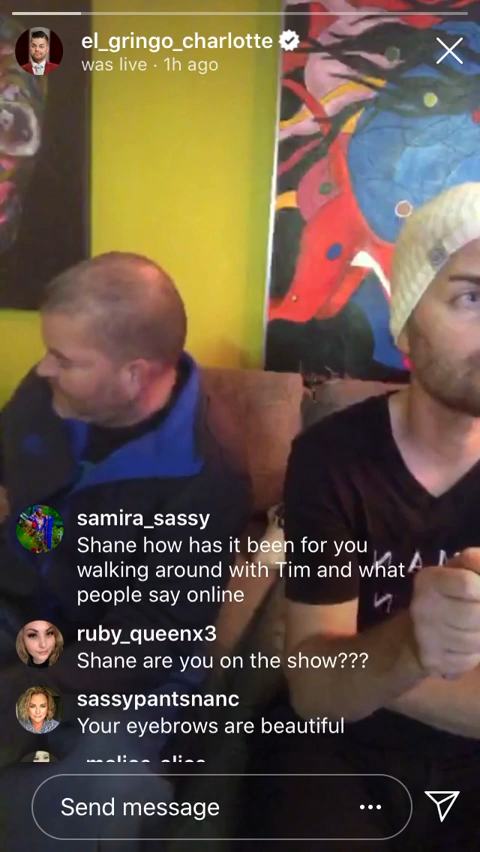 el_gringo_charlotte
was live · 1h ago
samira_sassy
Shane how has it been for you
walking around with Tim and what
people say online
ruby_queenx3
Shane are you on the show???
sassypantsnanc
Your eyebrows are beautiful
Send message